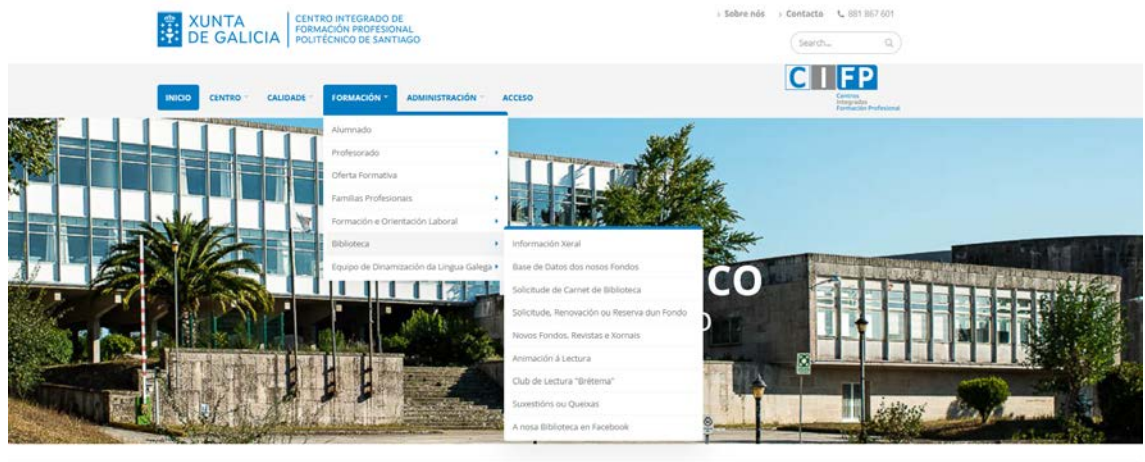 XUNTA
DE GALICIA
CENTRO INTEGRADO DE
FORMACIÓN PROFESIONAL
POLITÉCNICO DE SANTIAGO
› Sobre nós › Contacto 881 867 601
Search...
INICIO CENTRO CALIDADE FORMACIÓN ADMINISTRACIÓN ACCESO
CIFP
Centros
Integrados
Formación Profesional
Alumnado
Profesorado
Oferta Formativa
Familias Profesionais
Formación e Orientación Laboral
Biblioteca
Equipo de Dinamización da Lingua Galega
Información Xeral
Base de Datos dos nosos Fondos
Solicitude de Carnet de Biblioteca
Solicitude, Renovación ou Reserva dun Fondo
Novos Fondos, Revistas e Xornais
Animación á Lectura
Club de Lectura "Brétema"
Suxestións ou Queixas
A nosa Biblioteca en Facebook
CO
O